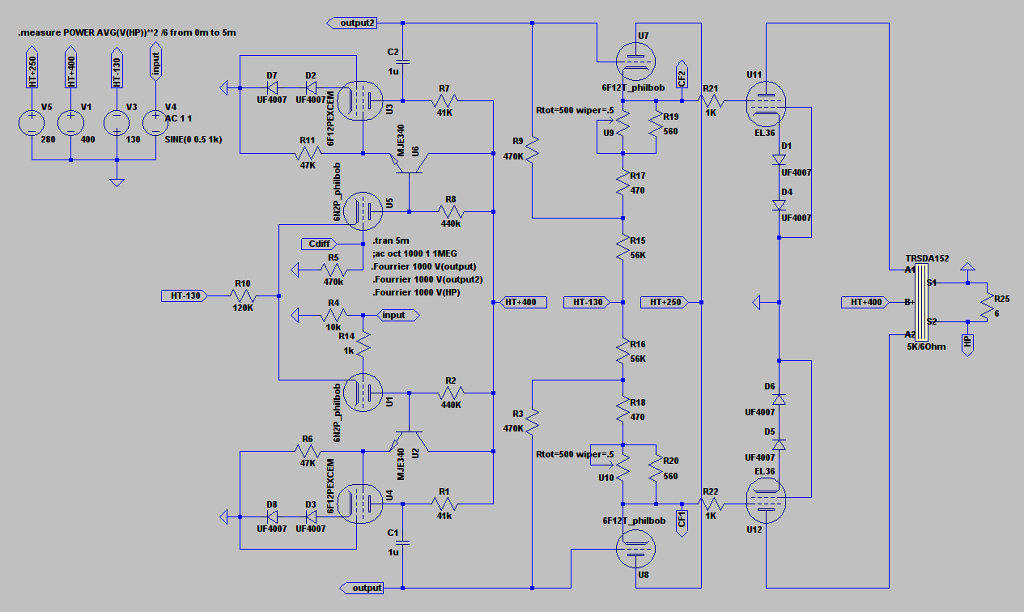 .measure POWER AVG(V(HP))**2 /6 from 0m to 5m
HT+250
HT+400
HT-130
input
V5
280
V1
400
V3
130
V4
AC 1 1
SINE(0 0.5 1k)
output2
C2
1u
D7
UF4007
D2
UF4007
6F12PEXCEM
U3
R7
41K
R11
47K
MJE340
U6
6N2P_philbob
U5
R8
440k
Cdiff
R5
470k
.tran 5m
;ac oct 1000 1 1MEG
.Fourrier 1000 V(output)
.Fourrier 1000 V(output2)
.Fourrier 1000 V(HP)
HT-130
R10
120K
R4
10k
input
R14
1k
6N2P_philbob
U1
R2
440K
R6
47K
MJE340
U2
6F12PEXCEM
U4
R1
41k
D8
UF4007
D3
UF4007
C1
1u
output
HT+400
HT-130
HT+250
U7
6F12T_philbob
CF2
R21
1K
Rtot=500 wiper=.5
U9
R19
560
R9
470K
R17
470
R15
56K
R16
56K
R18
470
R3
470K
Rtot=500 wiper=.5
U10
R20
560
R22
1K
CF1
6F12T_philbob
U8
U11
EL36
D1
UF4007
D4
UF4007
D6
UF4007
D5
UF4007
EL36
U12
HT+400
TRSDA152
A1
B+
A2
S1
S2
5K/6Ohm
R25
6
HP